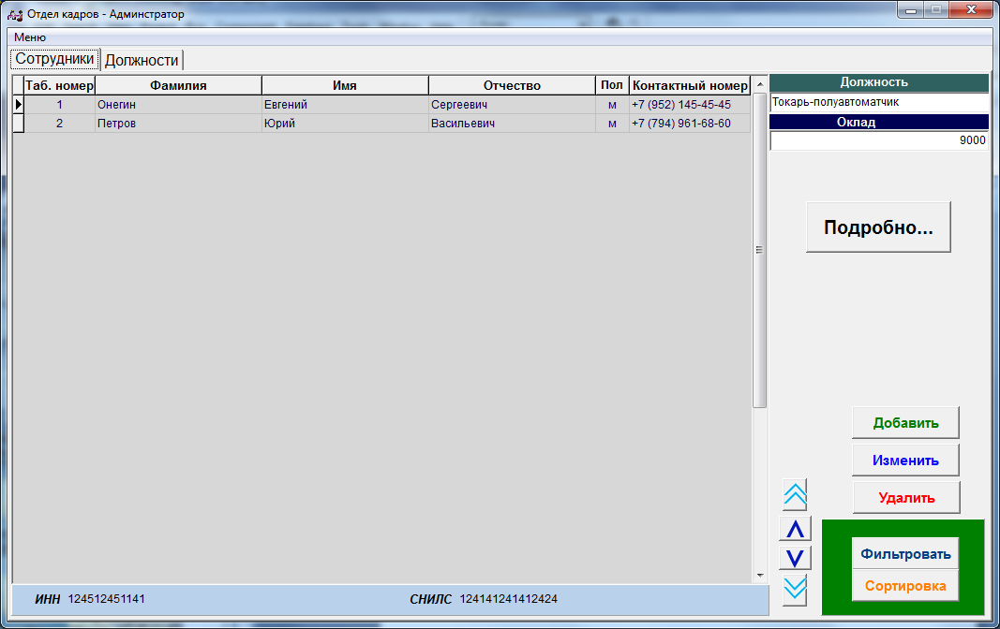 Отдел кадров - Админстратор
Меню
Сотрудники Должности
Таб. номер Фамилия Имя Отчество Пол Контактный номер
1 Онегин Евгений Сергеевич м +7 (952) 145-45-45
2 Петров Юрий Васильевич м +7 (794) 961-68-60
Должность
Токарь-полуавтоматчик
Оклад
9000
Подробно...
Добавить
Изменить
Удалить
Фильтровать
Сортировка
ИНН 124512451141 СНИЛС 124141241412424